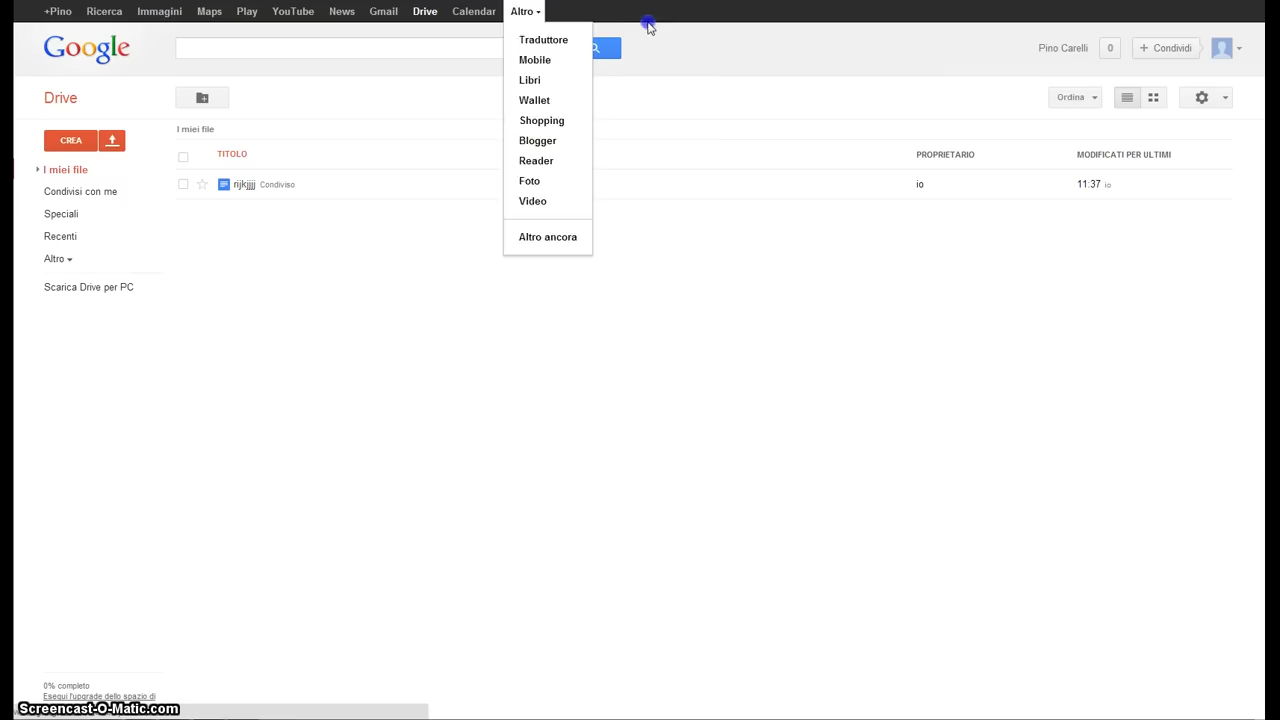 +Pino Ricerca Immagini Maps Play YouTube News Gmail Drive Calendar Altro
Google
Pino Carelli 0 + Condividi
Traduttore
Mobile
Libri
Wallet
Shopping
Blogger
Reader
Foto
Video
Altro ancora
Drive
Ordina
CREA
I miei file
Condivisi con me
Speciali
Recenti
Altro
Scarica Drive per PC
I miei file
TITOLO PROPRIETARIO MODIFICATI PER ULTIMI
rijkjjjj Condiviso io 11:37 io
0% completo
Esegui l'upgrade dello spazio di
Screencast-O-Matic.com